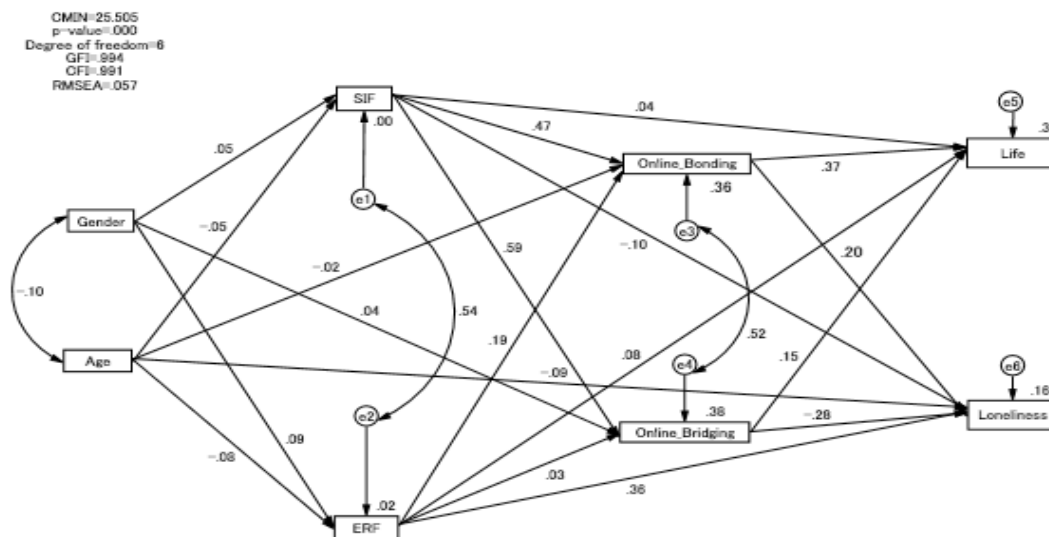 CMIN=25.505
p-value=.000
Degree of freedom=6
GFI=.994
CFI=.991
RMSEA=.057
SIF
.00
.04
e5
.3
Life
.47
Online_Bonding
.37
.36
.05
e1
Gender
-.05
e3
-.10
.59
.20
-.02
-.10
.04
.54
.19
.52
.08
.15
Age
-.09
e4
e6
.16
e2
.38
Online_Bridging
-.28
Loneliness
.09
-.08
.03
.36
.02
ERF